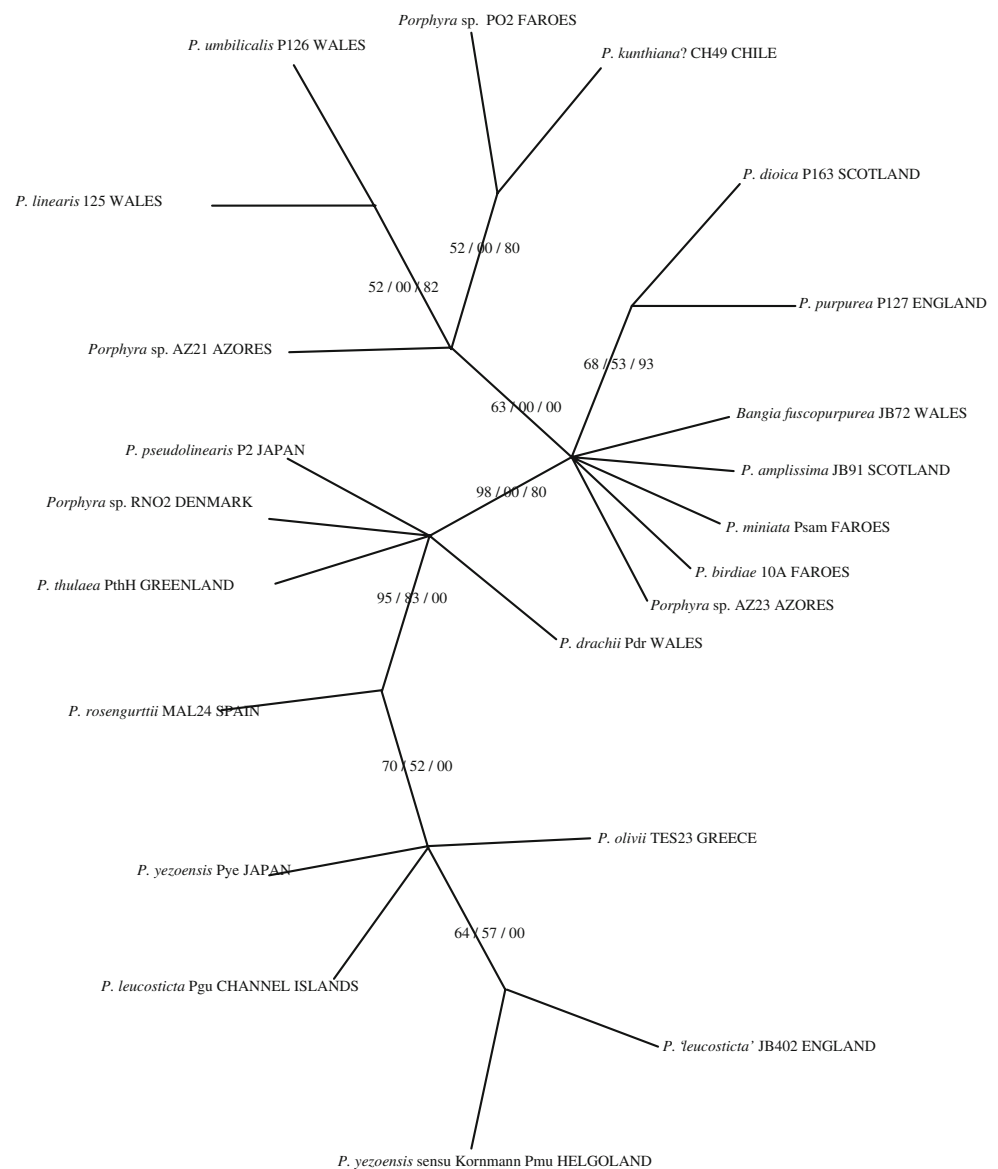 Porphyra sp. PO2 FAROES
P. umbilicalis P126 WALES
P. kunthiana? CH49 CHILE
P. dioica P163 SCOTLAND
P. linearis 125 WALES
52 / 00 / 80
52 / 00 / 82
P. purpurea P127 ENGLAND
Porphyra sp. AZ21 AZORES
68 / 53 / 93
63 / 00 / 00
Bangia fuscopurpurea JB72 WALES
P. pseudolinearis P2 JAPAN
P. amplissima JB91 SCOTLAND
98 / 00 / 80
Porphyra sp. RNO2 DENMARK
P. miniata Psam FAROES
P. birdiae 10A FAROES
P. thulaea PthH GREENLAND
95 / 83 / 00
Porphyra sp. AZ23 AZORES
P. drachii Pdr WALES
P. rosengurttii MAL24 SPAIN
70 / 52 / 00
P. olivii TES23 GREECE
P. yezoensis Pye JAPAN
64 / 57 / 00
P. leucosticta Pgu CHANNEL ISLANDS
P. ‘leucosticta’ JB402 ENGLAND
P. yezoensis sensu Kornmann Pmu HELGOLAND